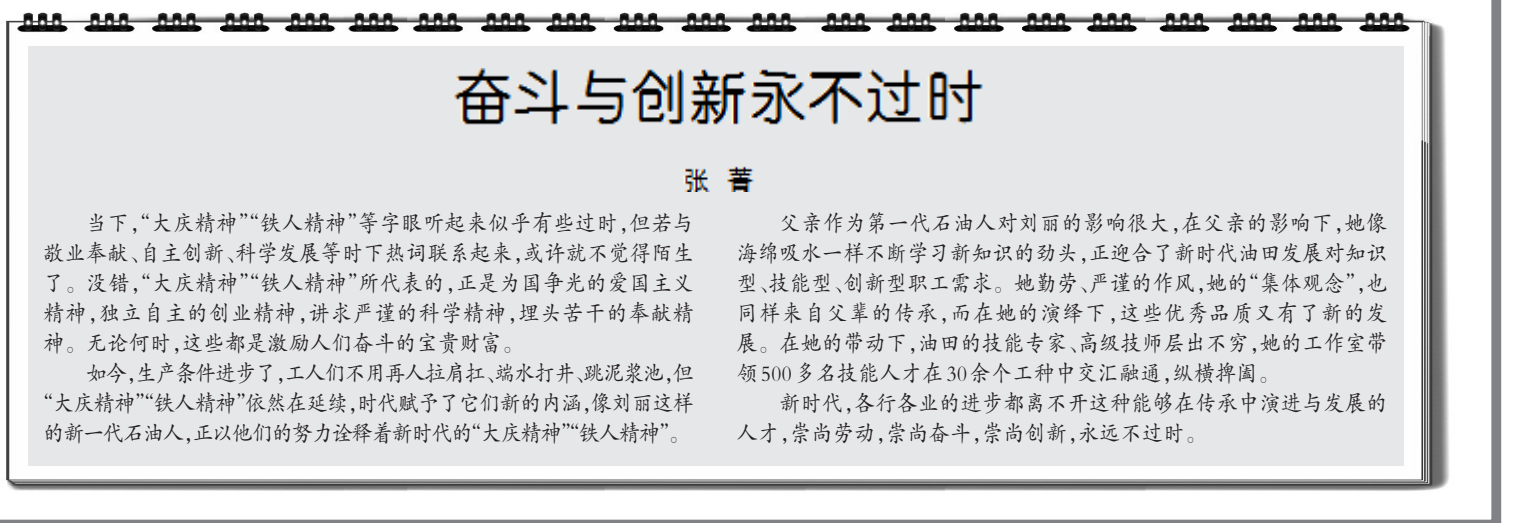 奋斗与创新永不过时
张 菁
当下，“大庆精神”“铁人精神”等字眼听起来似乎有些过时，但若与
敬业奉献、自主创新、科学发展等时下热词联系起来，或许就不觉得陌生
了。没错，“大庆精神”“铁人精神”所代表的，正是为国争光的爱国主义
精神，独立自主的创业精神，讲求严谨的科学精神，埋头苦干的奉献精
神。无论何时，这些都是激励人们奋斗的宝贵财富。
如今，生产条件进步了，工人们不用再人拉肩扛、端水打井、跳泥浆池，但
“大庆精神”“铁人精神”依然在延续，时代赋予了它们新的内涵，像刘丽这样
的新一代石油人，正以他们的努力诠释着新时代的“大庆精神”“铁人精神”。
父亲作为第一代石油人对刘丽的影响很大，在父亲的影响下，她像
海绵吸水一样不断学习新知识的劲头，正迎合了新时代油田发展对知识
型、技能型、创新型职工需求。她勤劳、严谨的作风，她的“集体观念”，也
同样来自父辈的传承，而在她的演绎下，这些优秀品质又有了新的发
展。在她的带动下，油田的技能专家、高级技师层出不穷，她的工作室带
领500多名技能人才在30余个工种中交汇融通，纵横捭阖。
新时代，各行各业的进步都离不开这种能够在传承中演进与发展的
人才，崇尚劳动，崇尚奋斗，崇尚创新，永远不过时。